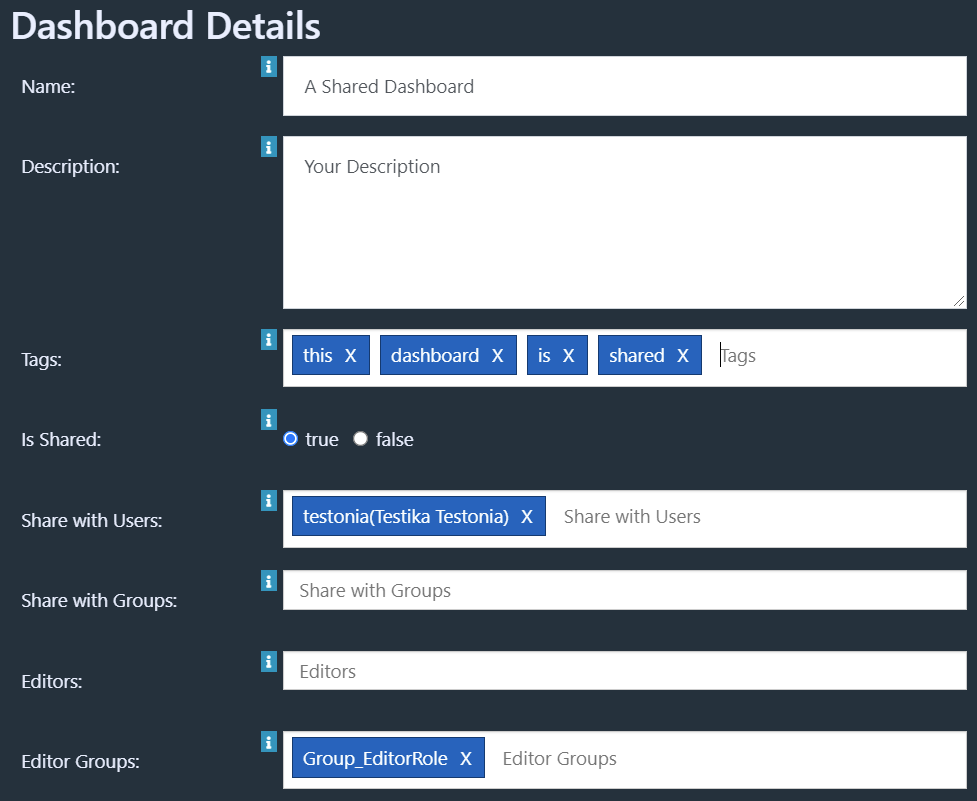 Dashboard Details
Name: i A Shared Dashboard
Description: i Your Description
Tags: i this X dashboard X is X shared X Tags
Is Shared: i true false
Share with Users: i testonia(Testika Testonia) X Share with Users
Share with Groups: i Share with Groups
Editors: i Editors
Editor Groups: i Group_EditorRole X Editor Groups